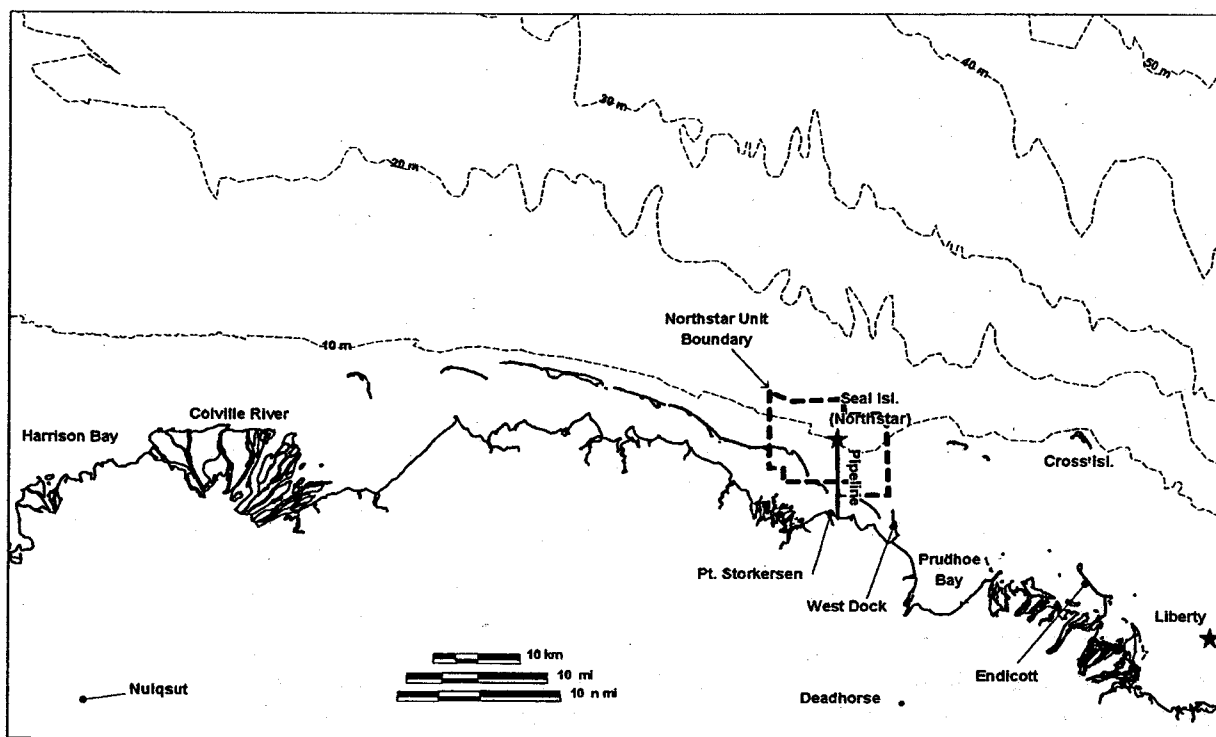 50 m
40 m
30 m
20 m
10 m
Northstar Unit
Boundary
Seal Isl.
(Northstar)
Colville River
Harrison Bay
Cross Isl.
Pipeline
Prudhoe
Bay
Pt. Storkersen
West Dock
Liberty
10 km
10 mi
10 n mi
Endicott
Nuiqsut
Deadhorse